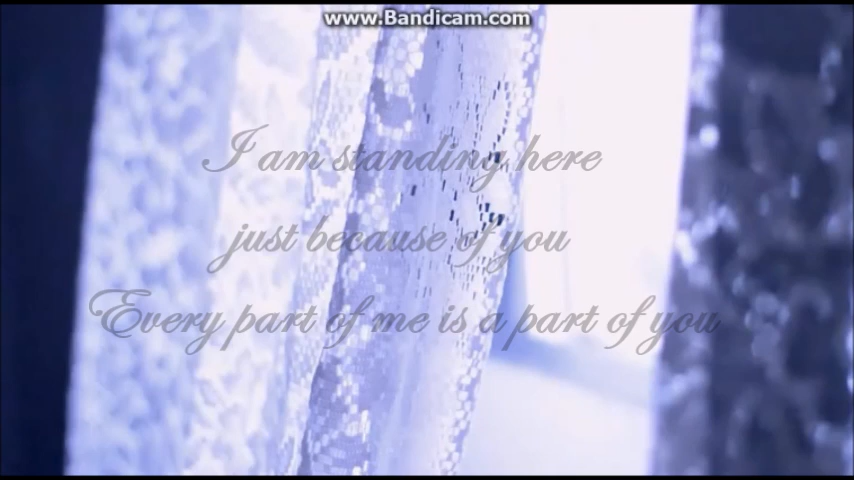 www.Bandicam.com
I am standing here
just because of you
Every part of me is a part of you